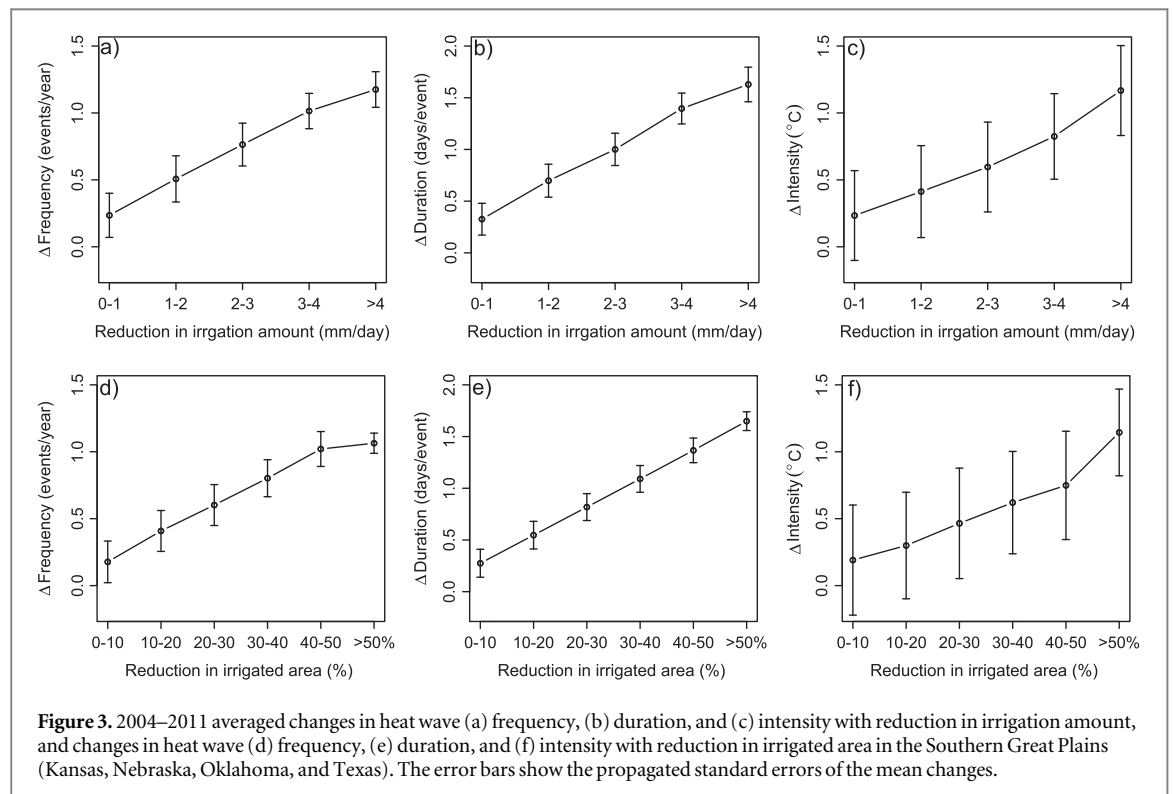 a)
1.5
1.0
0.5
0.0
Δ Frequency (events/year)
0-1 1-2 2-3 3-4 >4
Reduction in irrgation amount (mm/day)
b)
2.0
1.5
1.0
0.5
0.0
Δ Duration (days/event)
0-1 1-2 2-3 3-4 >4
Reduction in irrgation amount (mm/day)
c)
1.5
1.0
0.5
0.0
Δ Intensity (°C)
0-1 1-2 2-3 3-4 >4
Reduction in irrgation amount (mm/day)
d)
1.5
1.0
0.5
0.0
Δ Frequency (events/year)
0-10 10-20 20-30 30-40 40-50 >50%
Reduction in irrigated area (%)
e)
2.0
1.5
1.0
0.5
0.0
Δ Duration (days/event)
0-10 10-20 20-30 30-40 40-50 >50%
Reduction in irrigated area (%)
f)
1.5
1.0
0.5
0.0
Δ Intensity (°C)
0-10 10-20 20-30 30-40 40-50 >50%
Reduction in irrigated area (%)
Figure 3. 2004–2011 averaged changes in heat wave (a) frequency, (b) duration, and (c) intensity with reduction in irrigation amount,
and changes in heat wave (d) frequency, (e) duration, and (f) intensity with reduction in irrigated area in the Southern Great Plains
(Kansas, Nebraska, Oklahoma, and Texas). The error bars show the propagated standard errors of the mean changes.